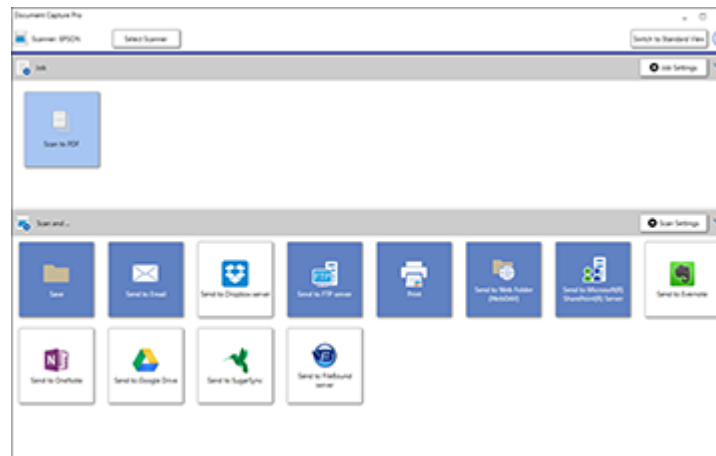 Document Capture Pro
Scanner: EPSON
Select Scanner
Switch to Standard View
Job
Job Settings
Scan to PDF
Scan and ...
Scan Settings
Save
Send to Email
Send to Dropbox server
Send to FTP server
Print
Send to Web Folder
(WebDAV)
Send to Microsoft(R)
SharePoint(R) Server
Send to Evernote
Send to OneNote
Send to Google Drive
Send to SugarSync
Send to FileBound
server